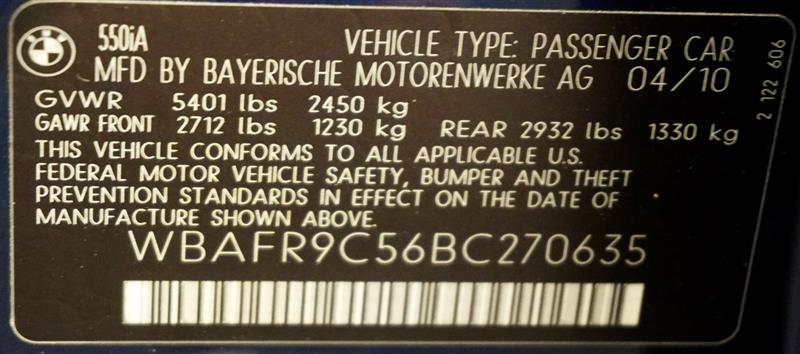 BMW
550iA
VEHICLE TYPE: PASSENGER CAR
MFD BY BAYERISCHE MOTORENWERKE AG 04/10
GVWR 5401 lbs 2450 kg
GAWR FRONT 2712 lbs 1230 kg REAR 2932 lbs 1330 kg
THIS VEHICLE CONFORMS TO ALL APPLICABLE U.S.
FEDERAL MOTOR VEHICLE SAFETY, BUMPER AND THEFT
PREVENTION STANDARDS IN EFFECT ON THE DATE OF
MANUFACTURE SHOWN ABOVE.
WBAFR9C56BC270635
2 122 606